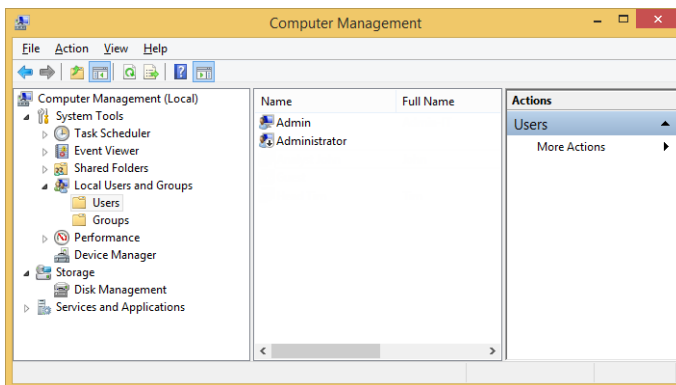 Computer Management
File Action View Help
Computer Management (Local)
System Tools
Task Scheduler
Event Viewer
Shared Folders
Local Users and Groups
Users
Groups
Performance
Device Manager
Storage
Disk Management
Services and Applications
Name Full Name
Admin
Administrator
Actions
Users
More Actions